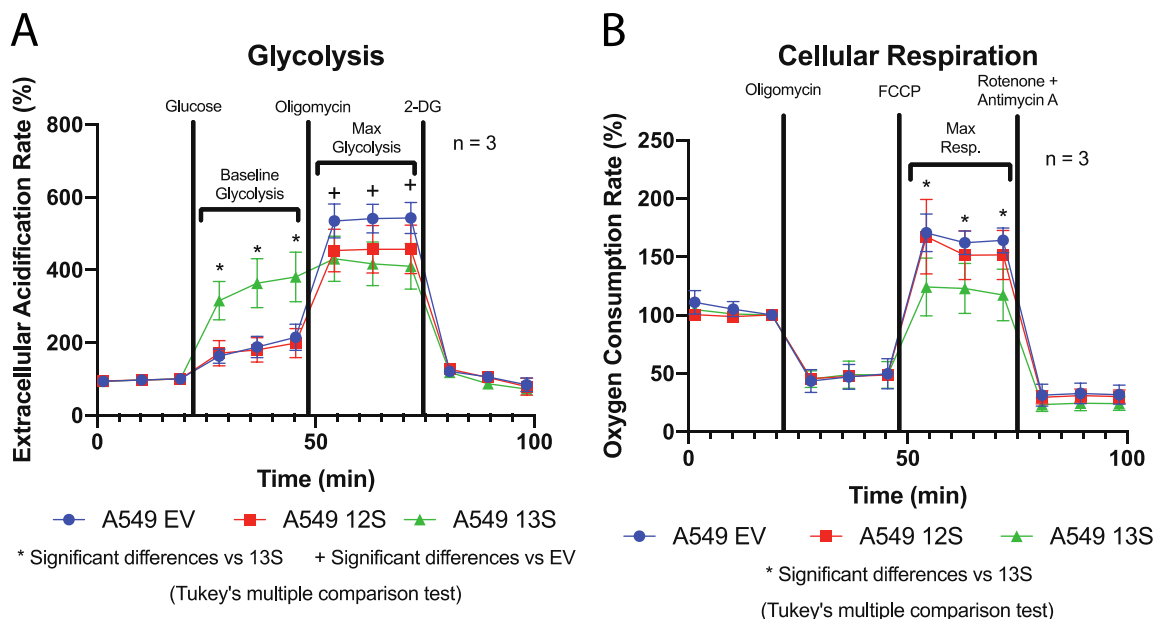 A
Glycolysis
Extracellular Acidification Rate (%)
Glucose
Oligomycin
2-DG
Max
Glycolysis
n = 3
Baseline
Glycolysis
800
600
400
200
0
0
50
100
Time (min)
A549 EV
A549 12S
A549 13S
* Significant differences vs 13S
+ Significant differences vs EV
(Tukey's multiple comparison test)
* * *
+ + +
B
Cellular Respiration
Oxygen Consumption Rate (%)
Oligomycin
FCCP
Rotenone +
Antimycin A
Max
Resp.
n = 3
* * *
250
200
150
100
50
0
0
50
100
Time (min)
A549 EV
A549 12S
A549 13S
* Significant differences vs 13S
(Tukey's multiple comparison test)